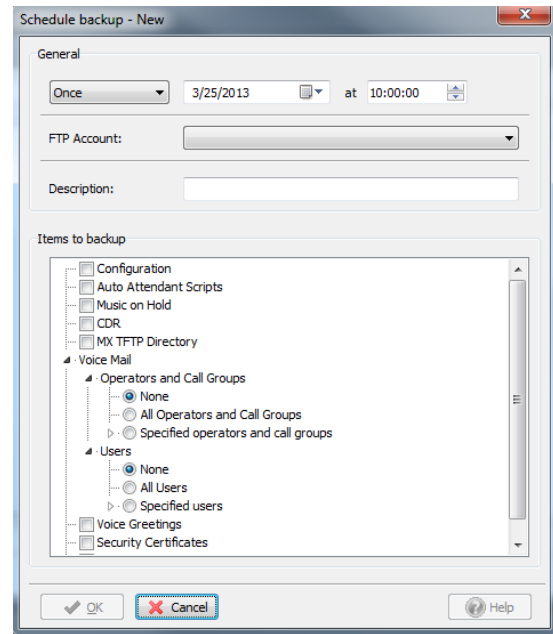 Schedule backup - New
General
Once 3/25/2013 at 10:00:00
FTP Account:
Description:
Items to backup
Configuration
Auto Attendant Scripts
Music on Hold
CDR
MX TFTP Directory
Voice Mail
Operators and Call Groups
None
All Operators and Call Groups
Specified operators and call groups
Users
None
All Users
Specified users
Voice Greetings
Security Certificates
OK Cancel Help